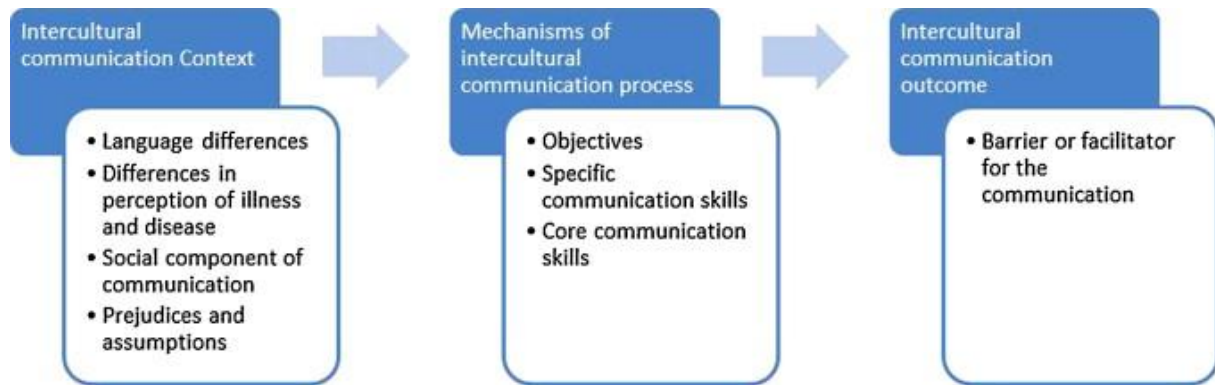 Intercultural
communication Context
• Language differences
• Differences in
perception of illness
and disease
• Social component of
communication
• Prejudices and
assumptions
Mechanisms of
intercultural
communication process
• Objectives
• Specific
communication skills
• Core communication
skills
Intercultural
communication
outcome
• Barrier or facilitator
for the
communication